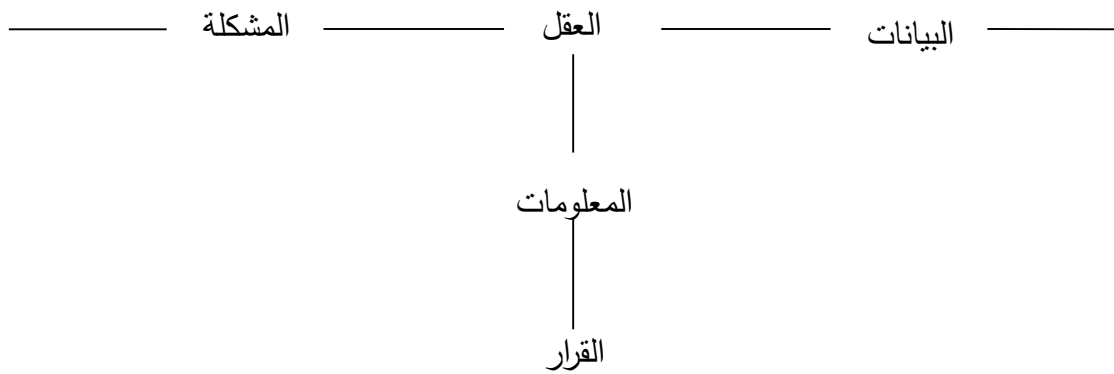 البيانات العقل المشكلة
المعلومات
القرار